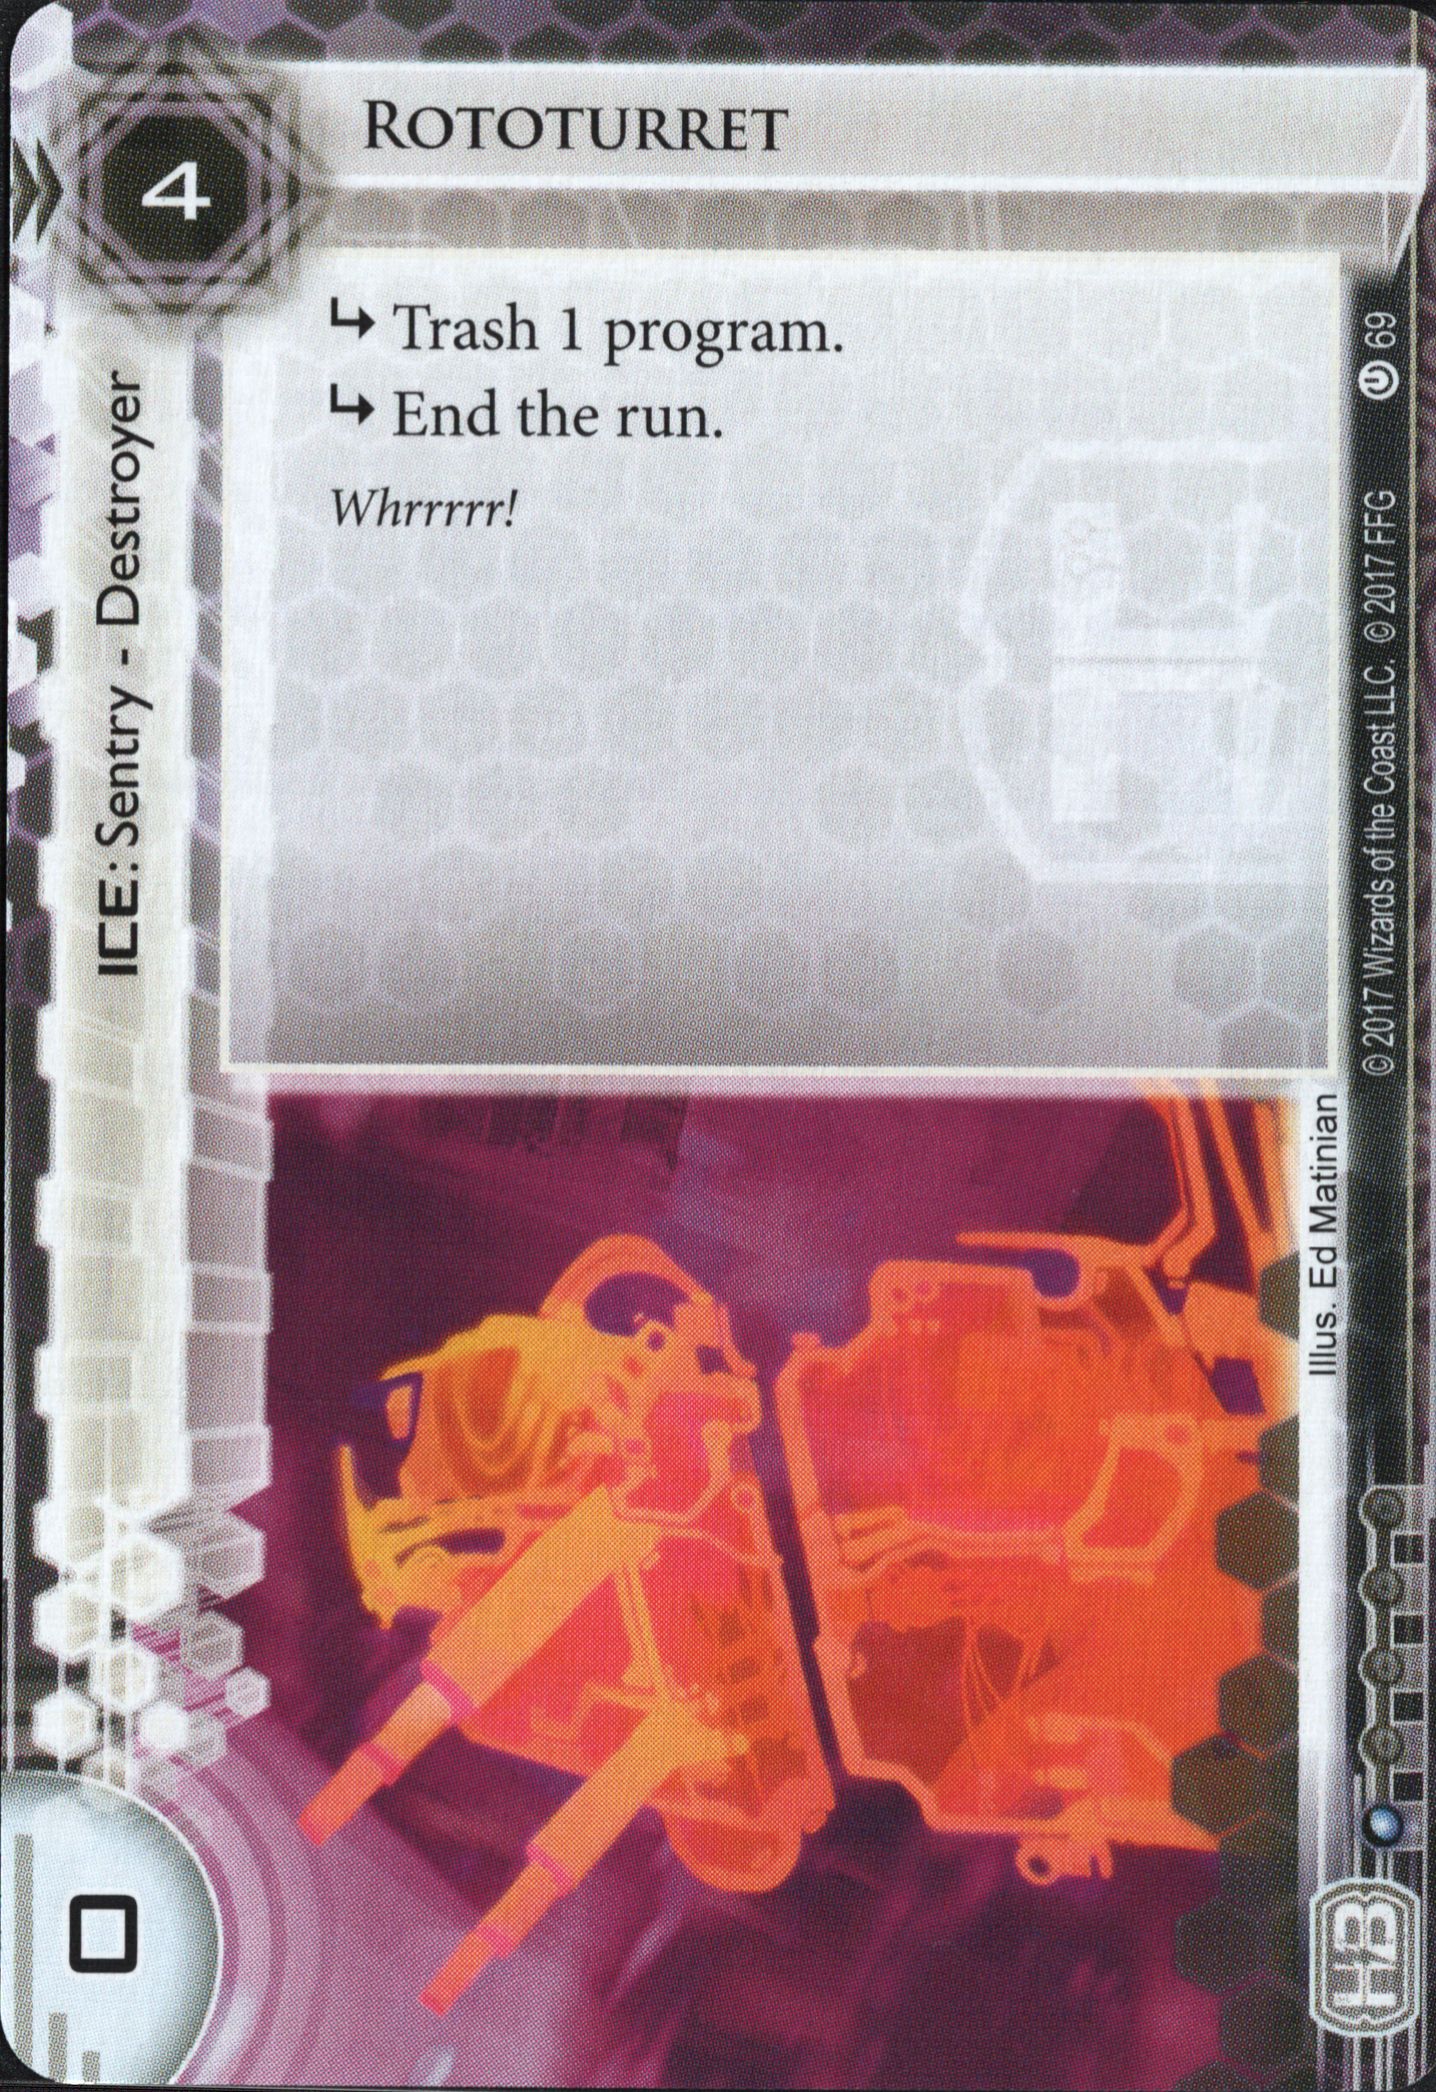 4
ROTOTURRET
↳ Trash 1 program.
↳ End the run.
Whrrrrr!
ICE: Sentry - Destroyer
0
Illus. Ed Matinian
© 2017 Wizards of the Coast LLC. © 2017 FFG 69
HB